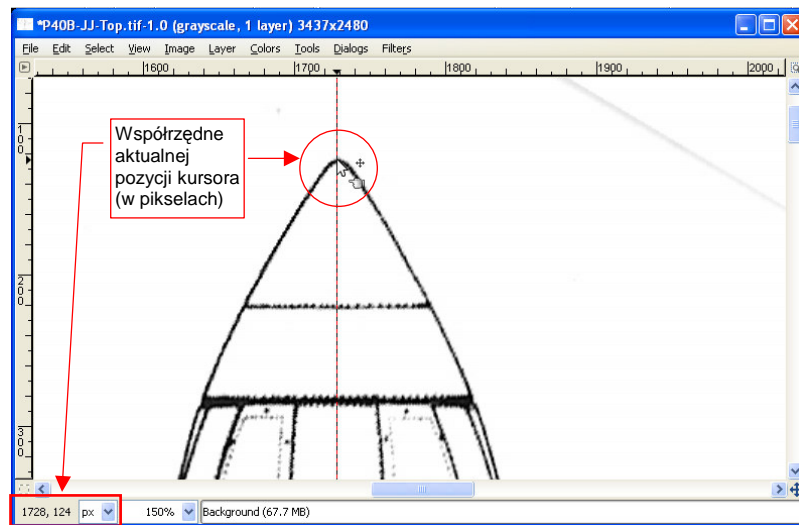 *P40B-JJ-Top.tif-1.0 (grayscale, 1 layer) 3437x2480
File Edit Select View Image Layer Colors Tools Dialogs Filters
1600 1700 1800 1900 2000
100
Współrzędne
aktualnej
pozycji kursora
(w pikselach)
200
300
1728, 124 px 150% Background (67.7 MB)